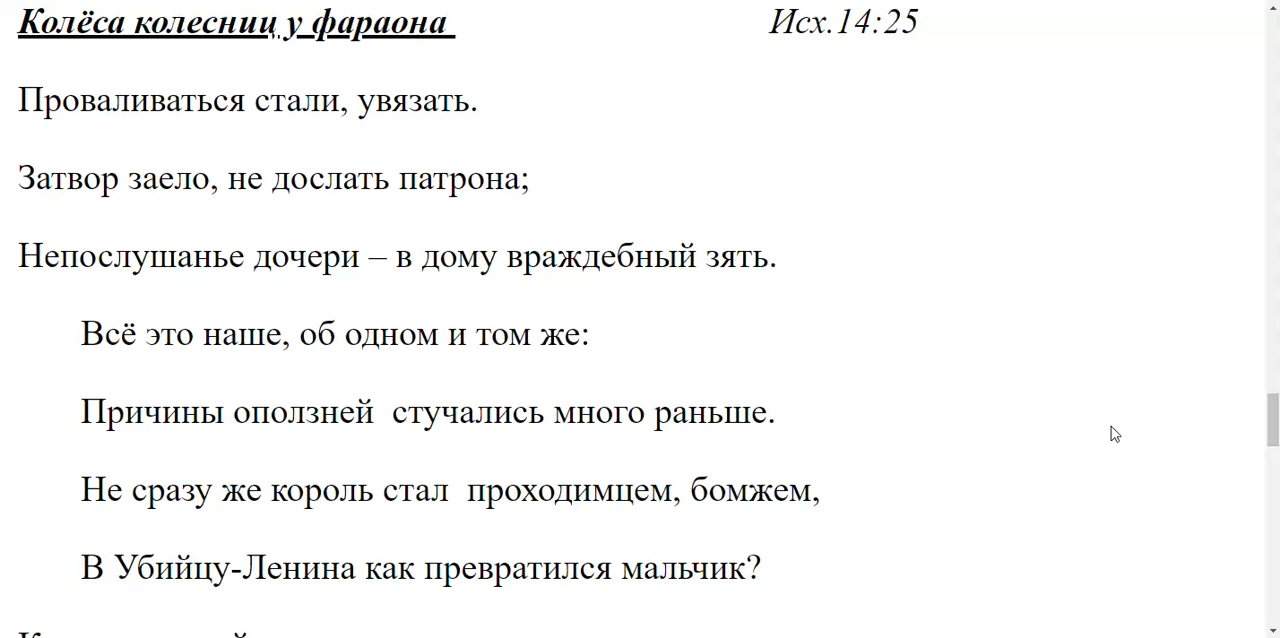 Колёса колесниц у фараона Исх.14:25
Проваливаться стали, увязать.
Затвор заело, не дослать патрона;
Непослушанье дочери – в дому враждебный зять.
Всё это наше, об одном и том же:
Причины оползней стучались много раньше.
Не сразу же король стал проходимцем, бомжем,
В Убийцу-Ленина как превратился мальчик?